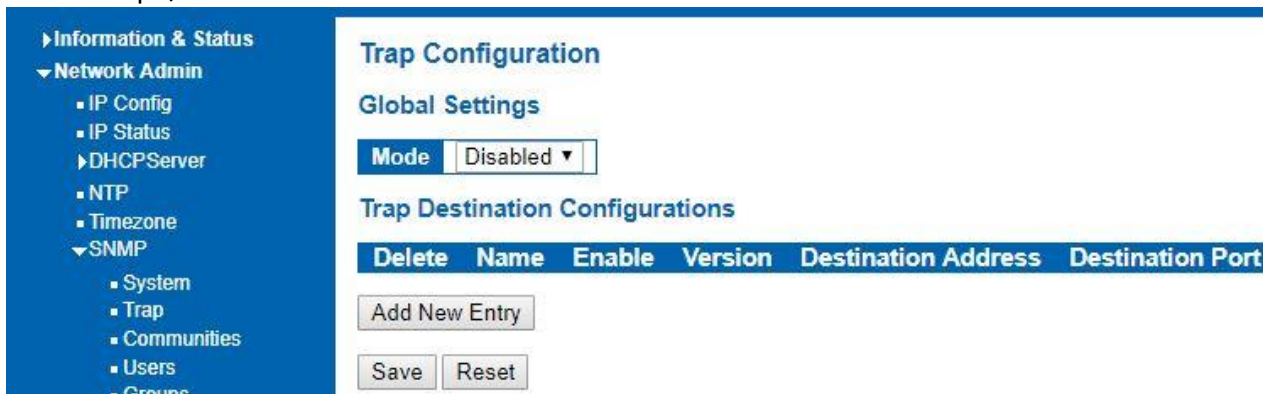 Information & Status
Network Admin
IP Config
IP Status
DHCPServer
NTP
Timezone
SNMP
System
Trap
Communities
Users
Trap Configuration
Global Settings
Mode Disabled
Trap Destination Configurations
Delete Name Enable Version Destination Address Destination Port
Add New Entry
Save Reset